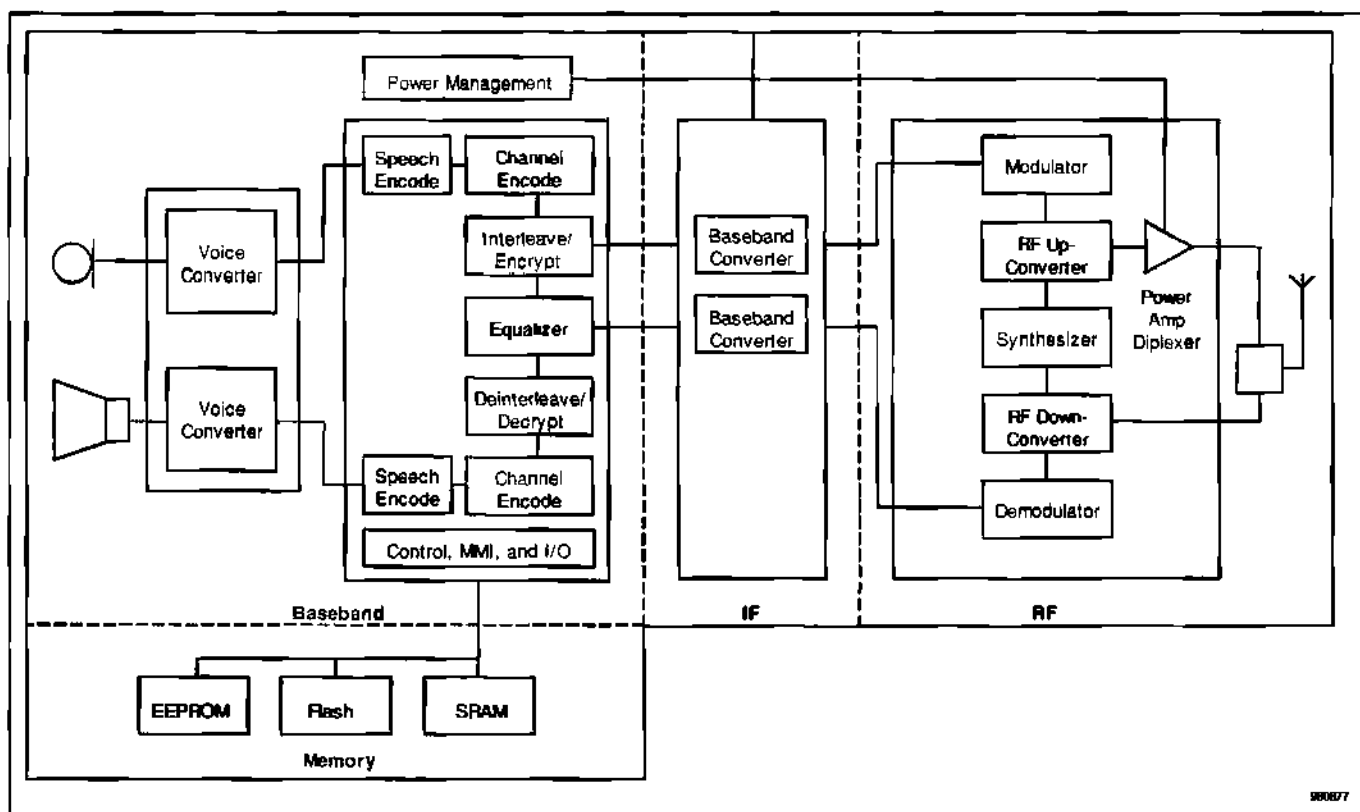 Power Management
Speech
Encode
Channel
Encode
Modulator
Voice
Converter
Interleave/
Encrypt
Baseband
Converter
RF Up-
Converter
Equalizer
Baseband
Converter
Synthesizer
Power
Amp
Diplexer
Voice
Converter
Deinterleave/
Decrypt
RF Down-
Converter
Speech
Encode
Channel
Encode
Demodulator
Control, MMI, and I/O
Baseband
IF
RF
EEPROM
Flash
SRAM
Memory
980877